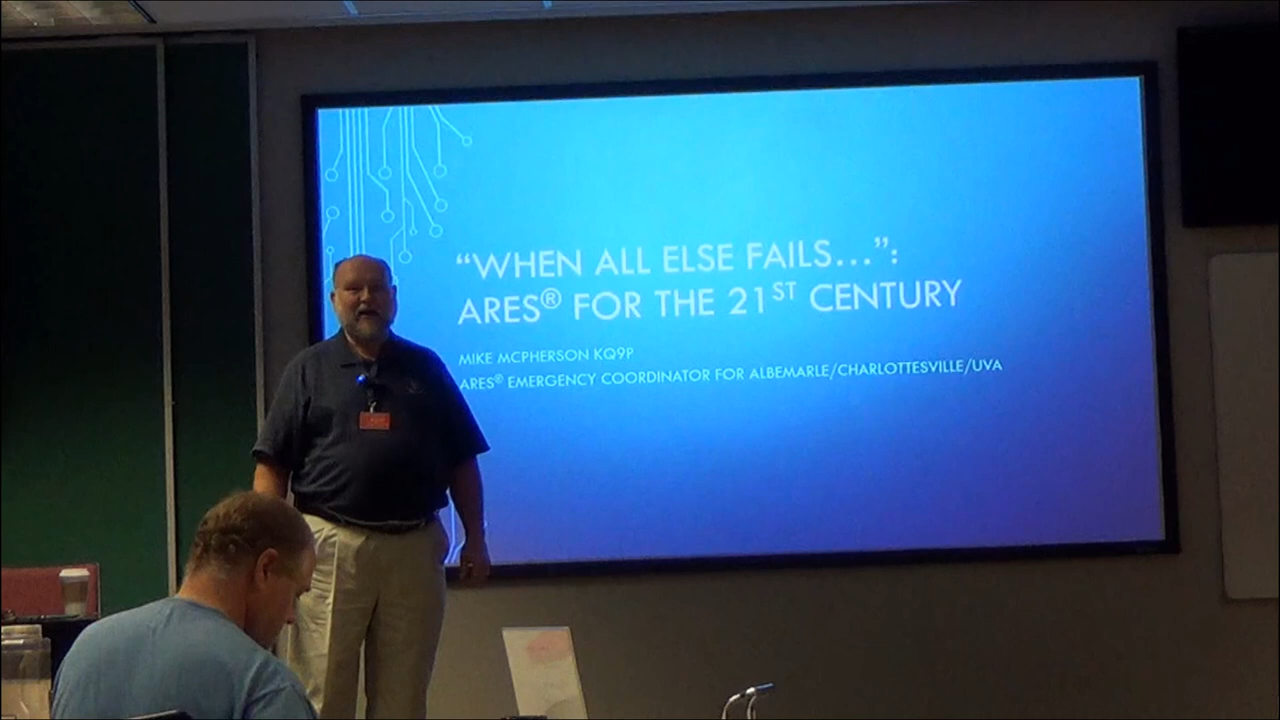 “WHEN ALL ELSE FAILS...”:
ARES® FOR THE 21ST CENTURY
MIKE MCPHERSON KQ9P
ARES® EMERGENCY COORDINATOR FOR ALBEMARLE/CHARLOTTESVILLE/UVA